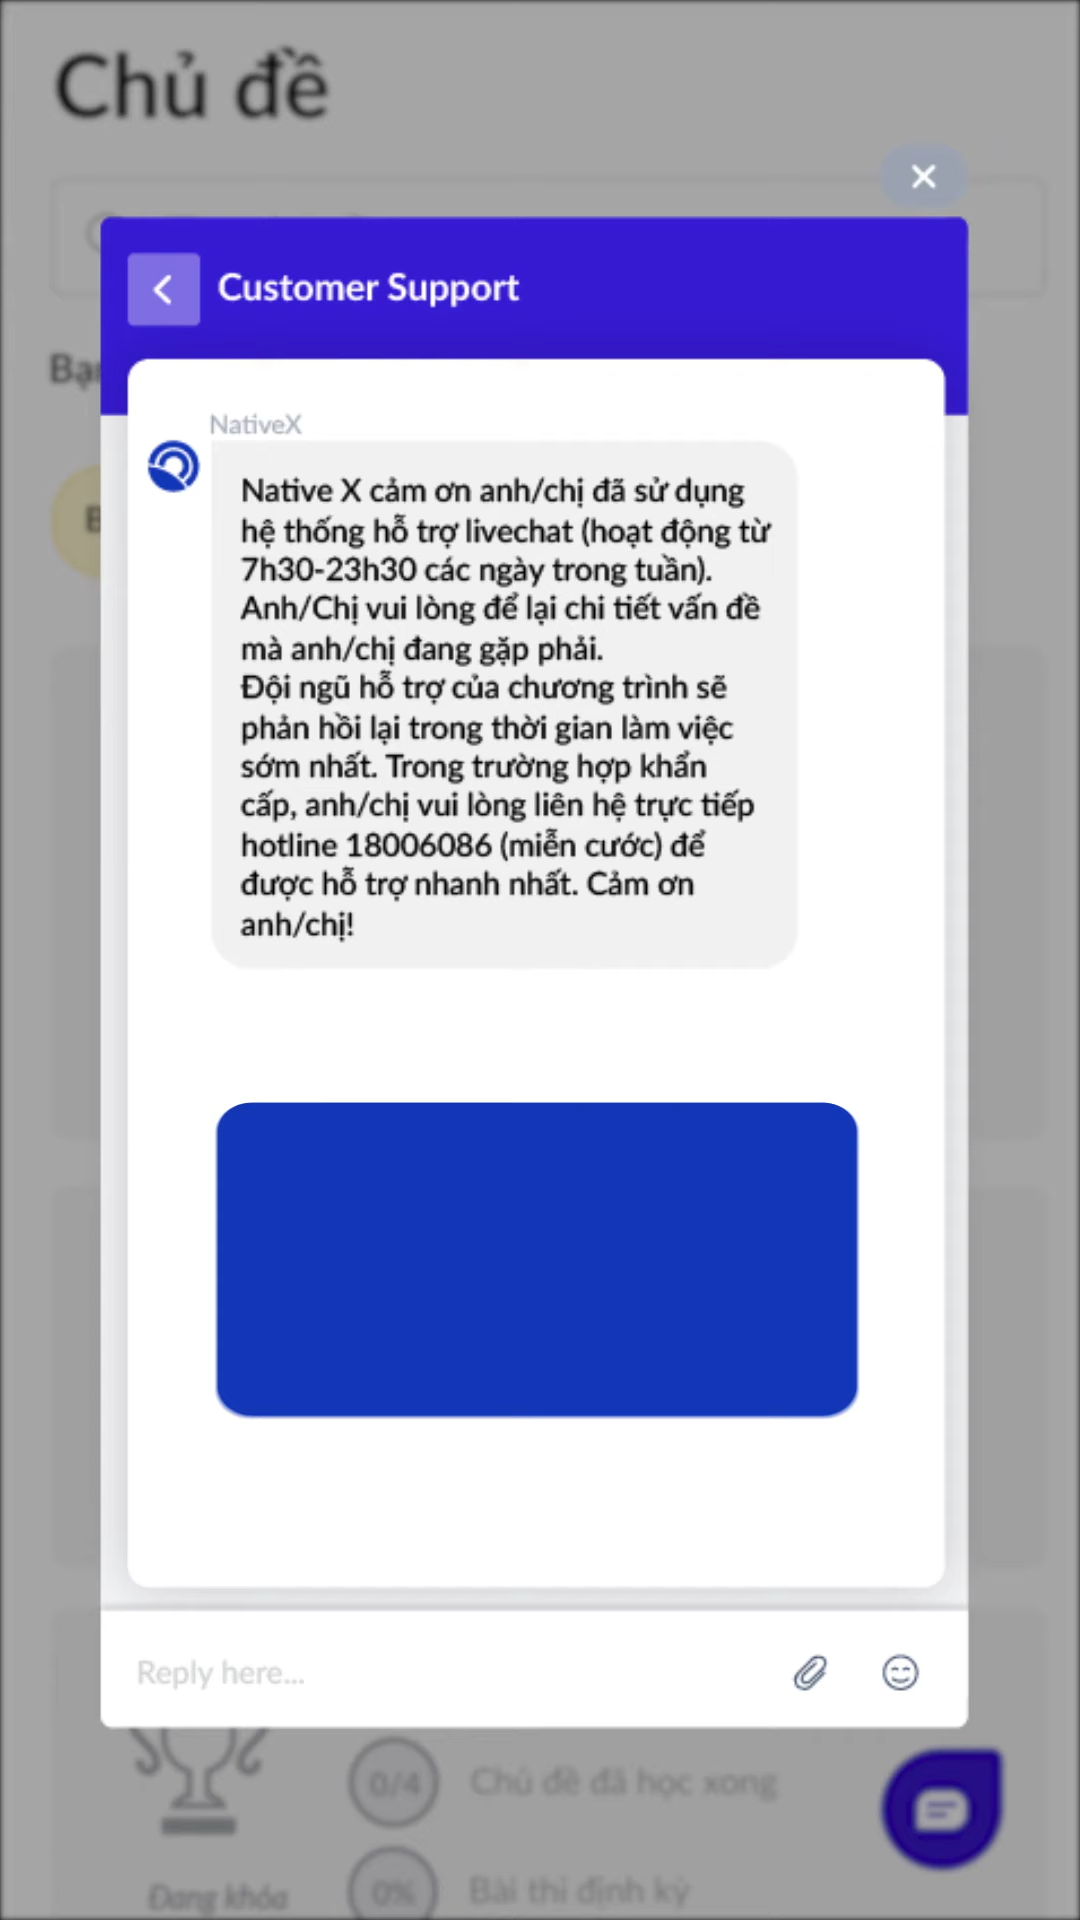 Chủ đề
Customer Support
NativeX
Native X cảm ơn anh/chị đã sử dụng
hệ thống hỗ trợ livechat (hoạt động từ
7h30-23h30 các ngày trong tuần).
Anh/Chị vui lòng để lại chi tiết vấn đề
mà anh/chị đang gặp phải.
Đội ngũ hỗ trợ của chương trình sẽ
phản hồi lại trong thời gian làm việc
sớm nhất. Trong trường hợp khẩn
cấp, anh/chị vui lòng liên hệ trực tiếp
hotline 18006086 (miễn cước) để
được hỗ trợ nhanh nhất. Cảm ơn
anh/chị!
Reply here...
0/4 Chủ đề đã học xong
Đang khóa
0% Bài thi định kỳ